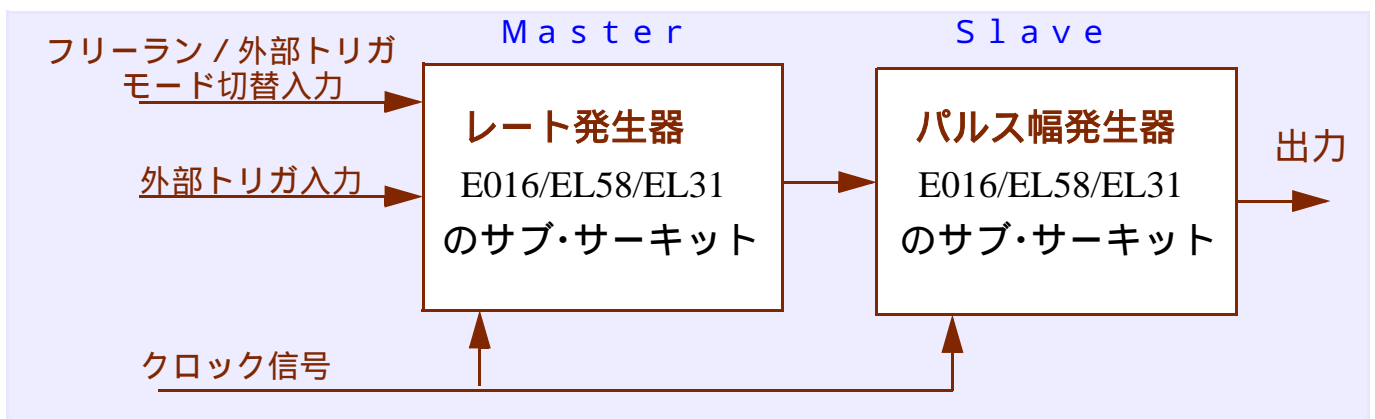 Master
Slave
フリーラン/外部トリガ
モード切替入力
レート発生器
E016/EL58/EL31
のサブ・サーキット
パルス幅発生器
E016/EL58/EL31
のサブ・サーキット
出力
外部トリガ入力
クロック信号